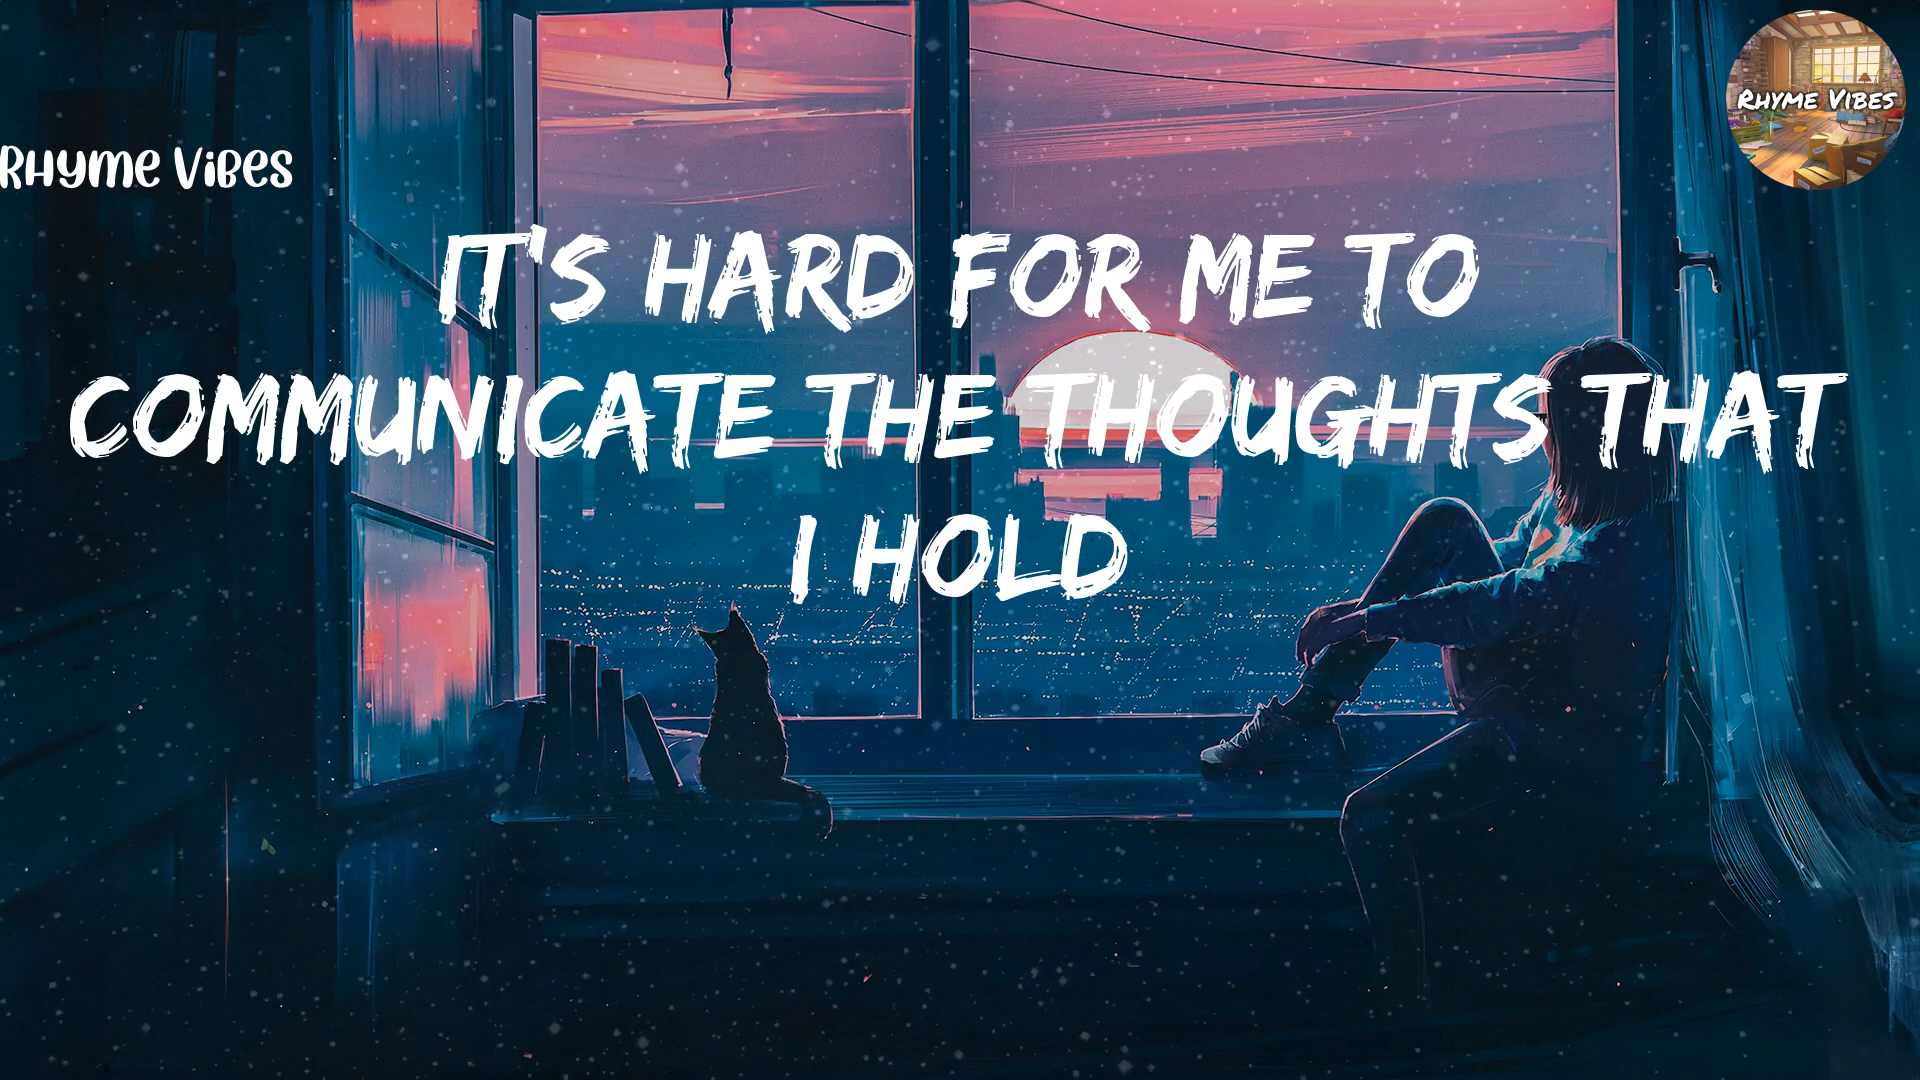 Rhyme Vibes
Rhyme Vibes
IT'S HARD FOR ME TO
COMMUNICATE THE THOUGHTS THAT
I HOLD